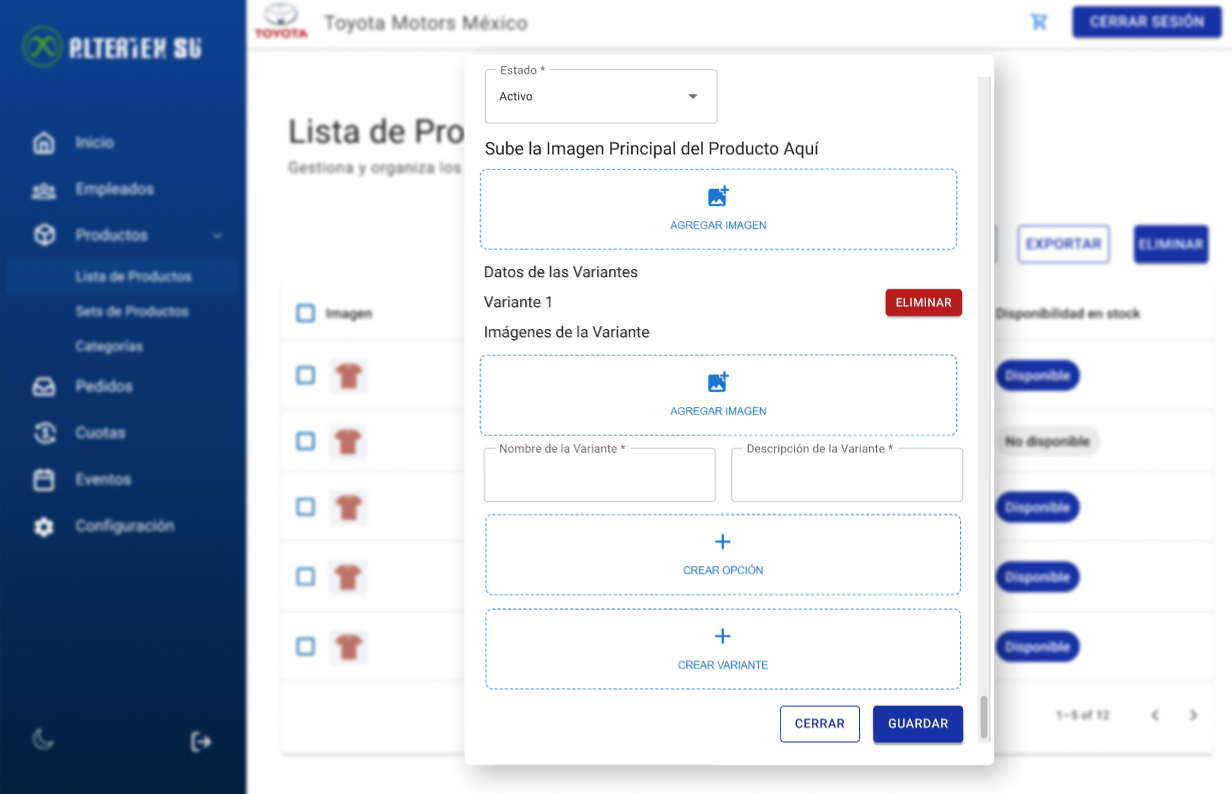 ALTERTEK SU
Inicio
Empleados
Productos
Lista de Productos
Sets de Productos
Categorías
Pedidos
Cuotas
Eventos
Configuración
TOYOTA
Toyota Motors México
CERRAR SESIÓN
Lista de Pro
Gestiona y organiza los
EXPORTAR
ELIMINAR
Imagen
Disponibilidad en stock
Disponible
No disponible
Disponible
Disponible
Disponible
1–5 of 12
Estado *
Activo
Sube la Imagen Principal del Producto Aquí
AGREGAR IMAGEN
Datos de las Variantes
Variante 1
ELIMINAR
Imágenes de la Variante
AGREGAR IMAGEN
Nombre de la Variante *
Descripción de la Variante *
CREAR OPCIÓN
CREAR VARIANTE
CERRAR
GUARDAR